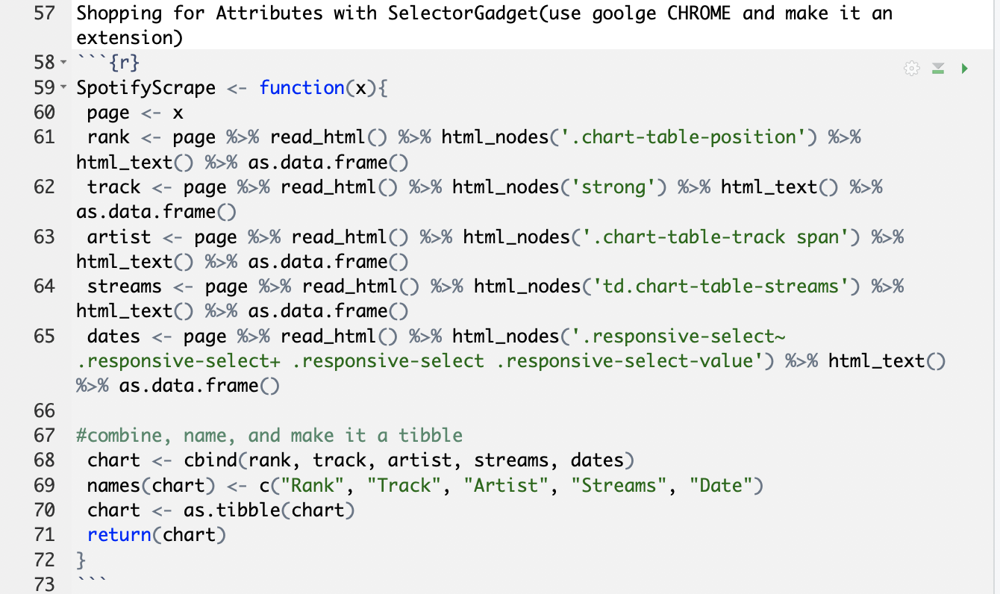 57 Shopping for Attributes with SelectorGadget(use goolge CHROME and make it an
extension)
58 ```{r}
59 SpotifyScrape <- function(x){
60  page <- x
61  rank <- page %>% read_html() %>% html_nodes('.chart-table-position') %>%
html_text() %>% as.data.frame()
62  track <- page %>% read_html() %>% html_nodes('strong') %>% html_text() %>%
as.data.frame()
63  artist <- page %>% read_html() %>% html_nodes('.chart-table-track span') %>%
html_text() %>% as.data.frame()
64  streams <- page %>% read_html() %>% html_nodes('td.chart-table-streams') %>%
html_text() %>% as.data.frame()
65  dates <- page %>% read_html() %>% html_nodes('.responsive-select~
.responsive-select+ .responsive-select .responsive-select-value') %>% html_text()
%>% as.data.frame()
66
67 #combine, name, and make it a tibble
68  chart <- cbind(rank, track, artist, streams, dates)
69  names(chart) <- c("Rank", "Track", "Artist", "Streams", "Date")
70  chart <- as.tibble(chart)
71  return(chart)
72 }
73 ```